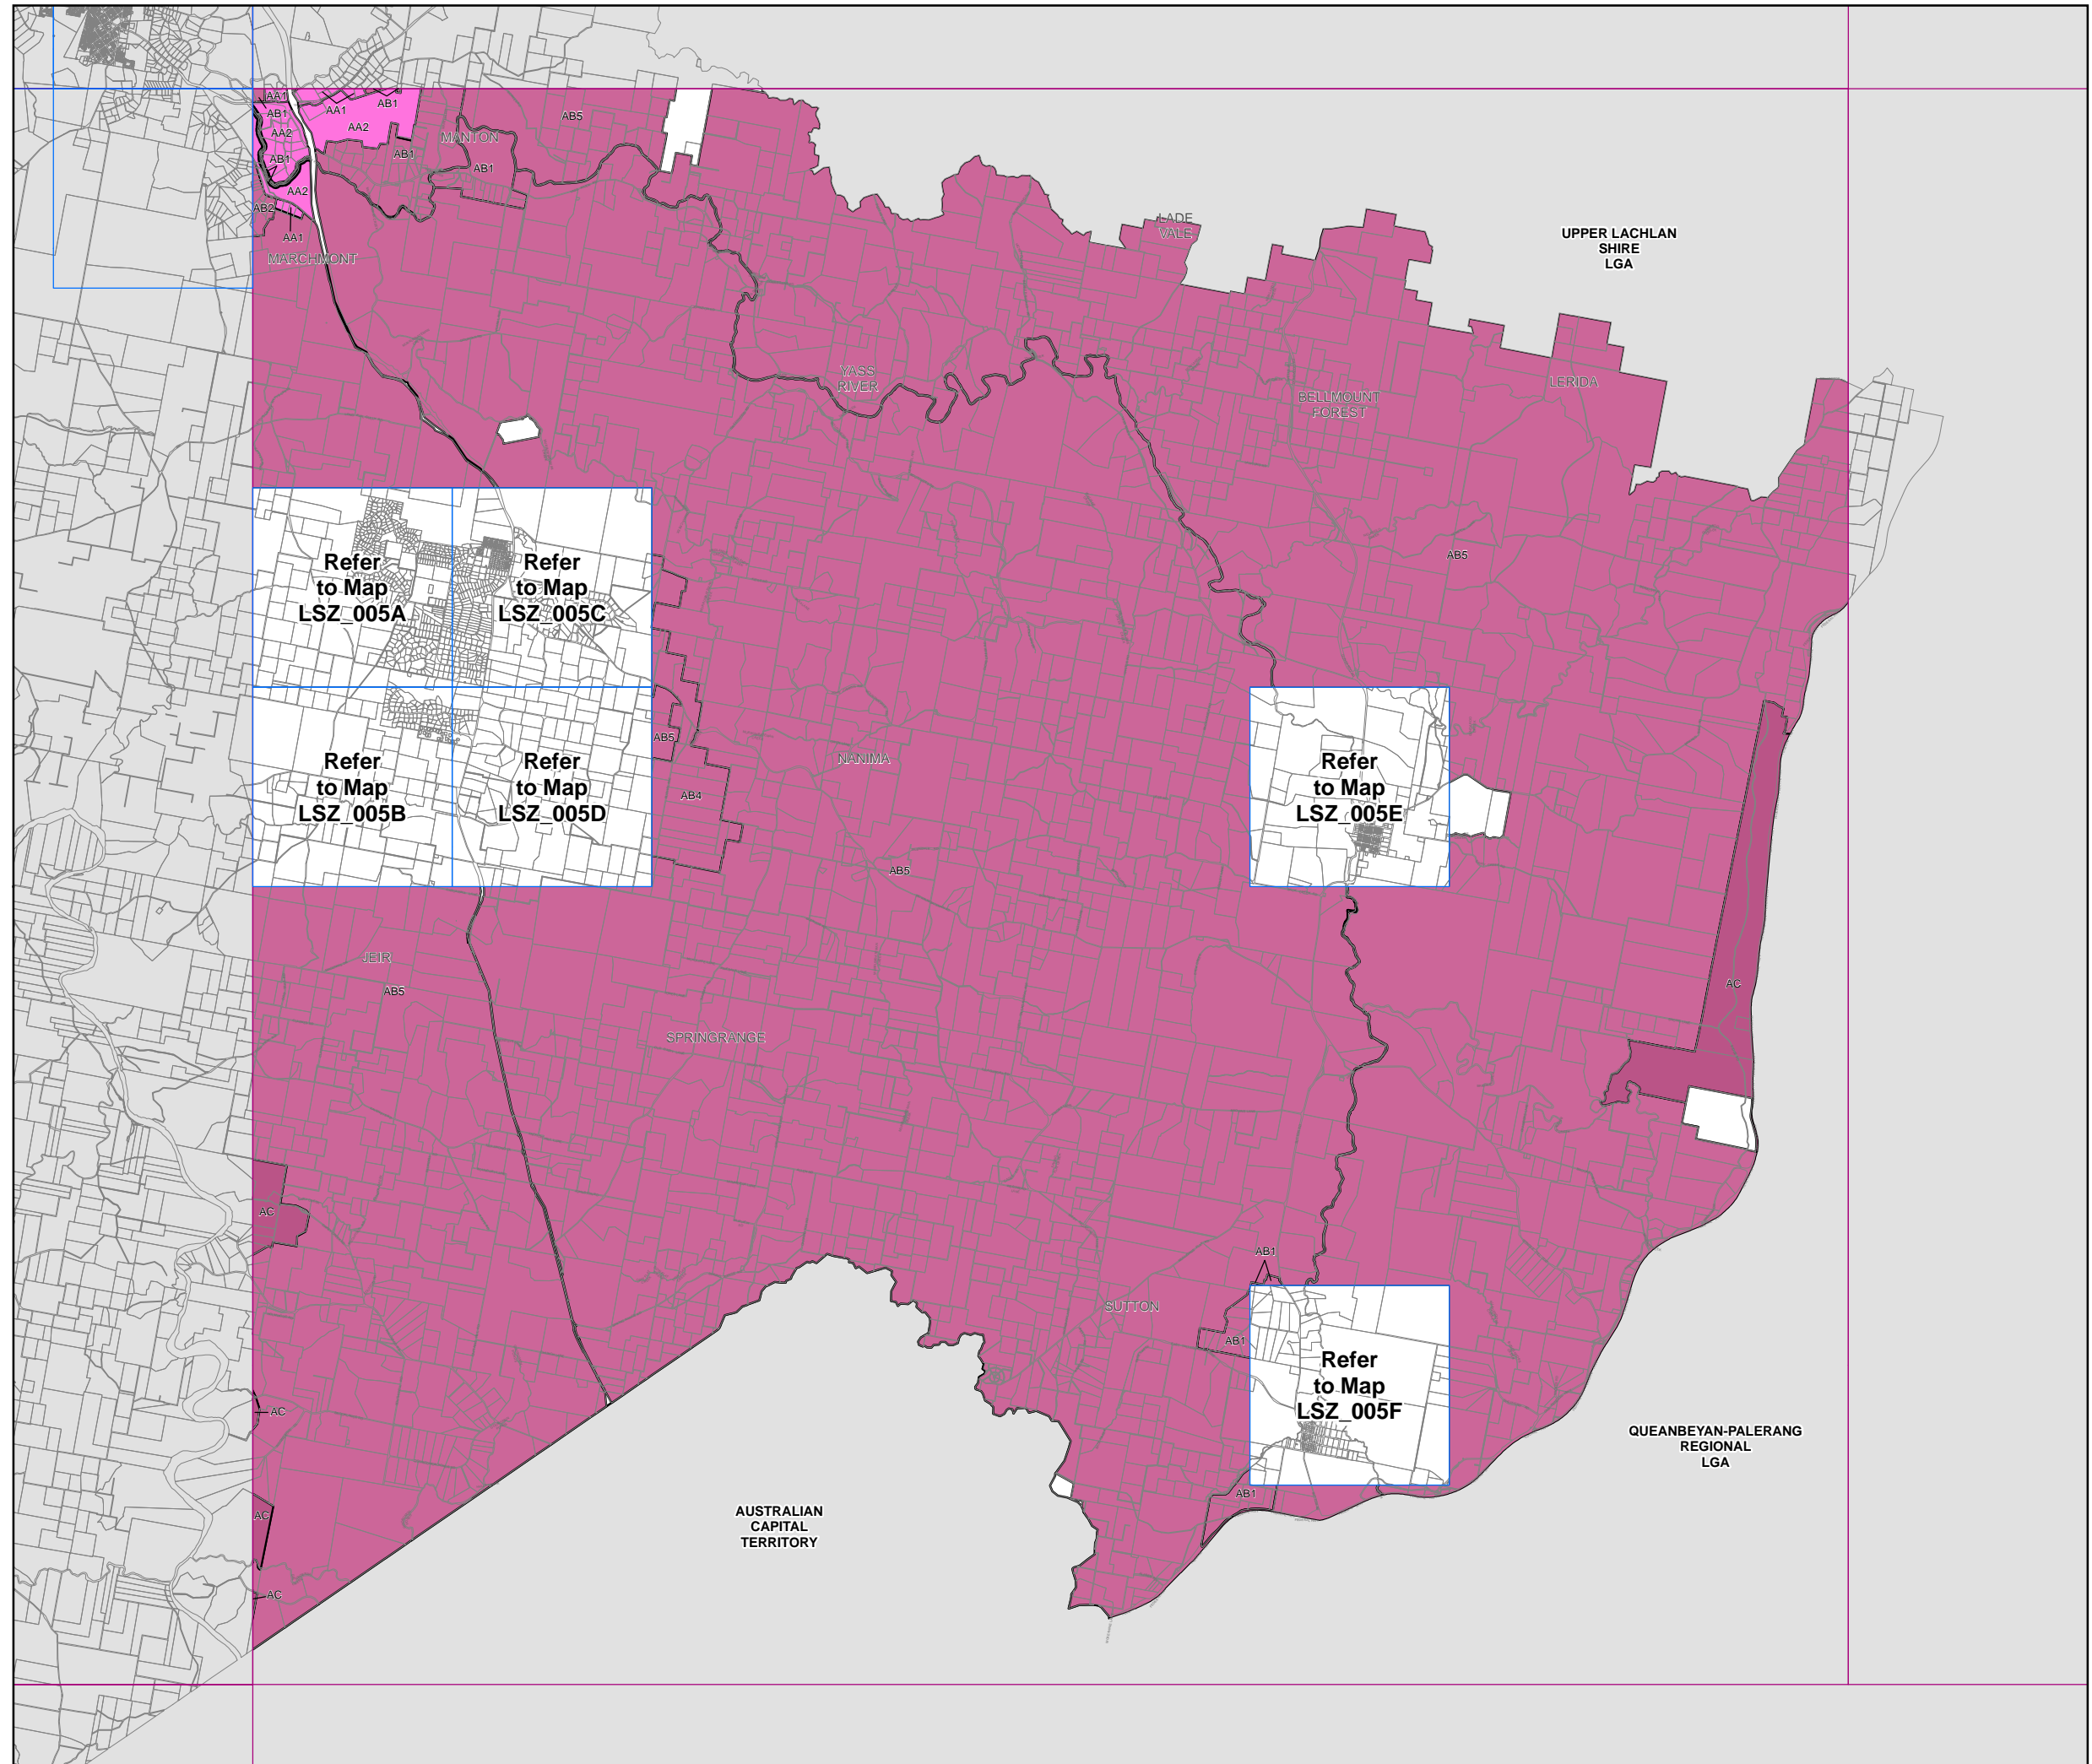 AA1
AB1
AA2
AB1
AA2
AB2
AA1
MARCHMONT
AA1
AB1
AA2
AB1
MANTON
AB1
AB5
LADE
VALE
UPPER LACHLAN
SHIRE
LGA
YASS
RIVER
BELLMOUNT
FOREST
LERIDA
AB5
Refer
to Map
LSZ_005A
Refer
to Map
LSZ_005C
Refer
to Map
LSZ_005B
Refer
to Map
LSZ_005D
AB5
AB4
NANIMA
AB5
Refer
to Map
LSZ_005E
JEIR
AB5
SPRINGRANGE
AC
AC
AB1
SUTTON
AB1
Refer
to Map
LSZ_005F
AC
QUEANBEYAN-PALERANG
REGIONAL
LGA
AB1
AC
AUSTRALIAN
CAPITAL
TERRITORY
AC